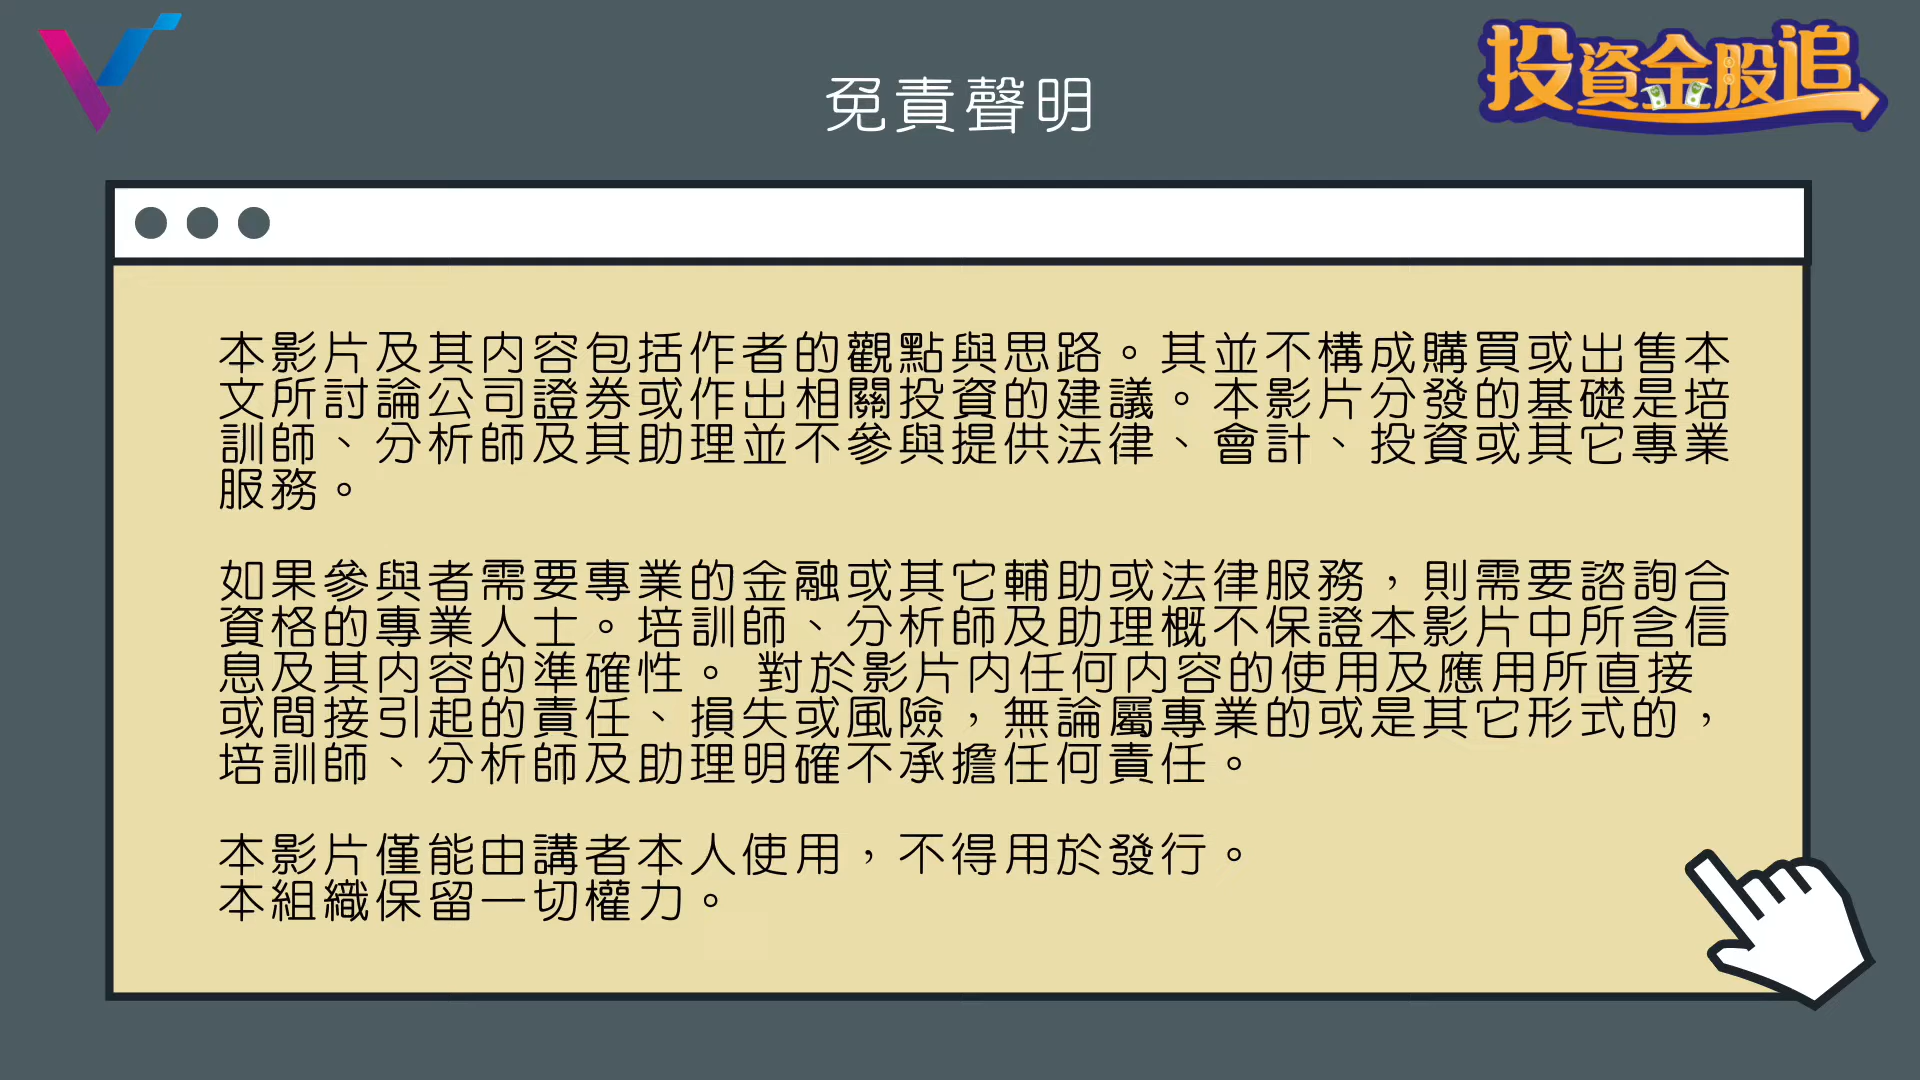 投資金股追
免責聲明
本影片及其内容包括作者的觀點與思路。其並不構成購買或出售本
文所討論公司證券或作出相關投資的建議。本影片分發的基礎是培
訓師、分析師及其助理並不參與提供法律、會計、投資或其它專業
服務。
如果參與者需要專業的金融或其它輔助或法律服務，則需要諮詢合
資格的專業人士。培訓師、分析師及助理概不保證本影片中所含信
息及其内容的準確性。 對於影片内任何内容的使用及應用所直接
或間接引起的責任、損失或風險，無論屬專業的或是其它形式的，
培訓師、分析師及助理明確不承擔任何責任。
本影片僅能由講者本人使用，不得用於發行。
本組織保留一切權力。